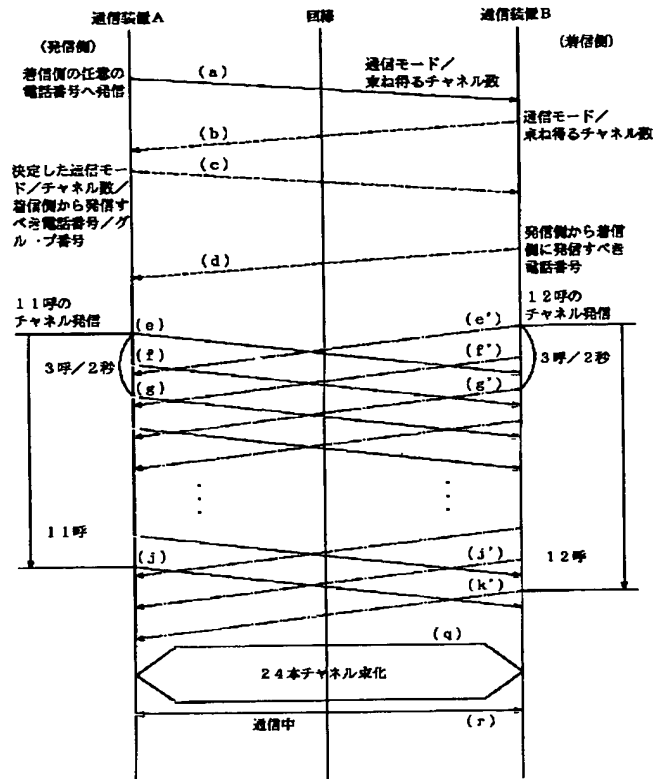 通信装置A
回線
通信装置B
(発信側)
(着信側)
着信側の任意の
電話番号へ発信
(a)
通信モード/
束ね得るチャネル数
(b)
通信モード/
束ね得るチャネル数
(c)
決定した通信モー
ド/チャネル数/
着信側から発信す
べき電話番号/グ
ループ番号
(d)
発信側から着信
側に発信すべき
電話番号
11呼の
チャネル発信
12呼の
チャネル発信
(e)
(e')
(f)
(f')
3呼/2秒
3呼/2秒
(g)
(g')
11呼
(j)
(j')
12呼
(k')
(q)
24本チャネル束化
通信中
(r)